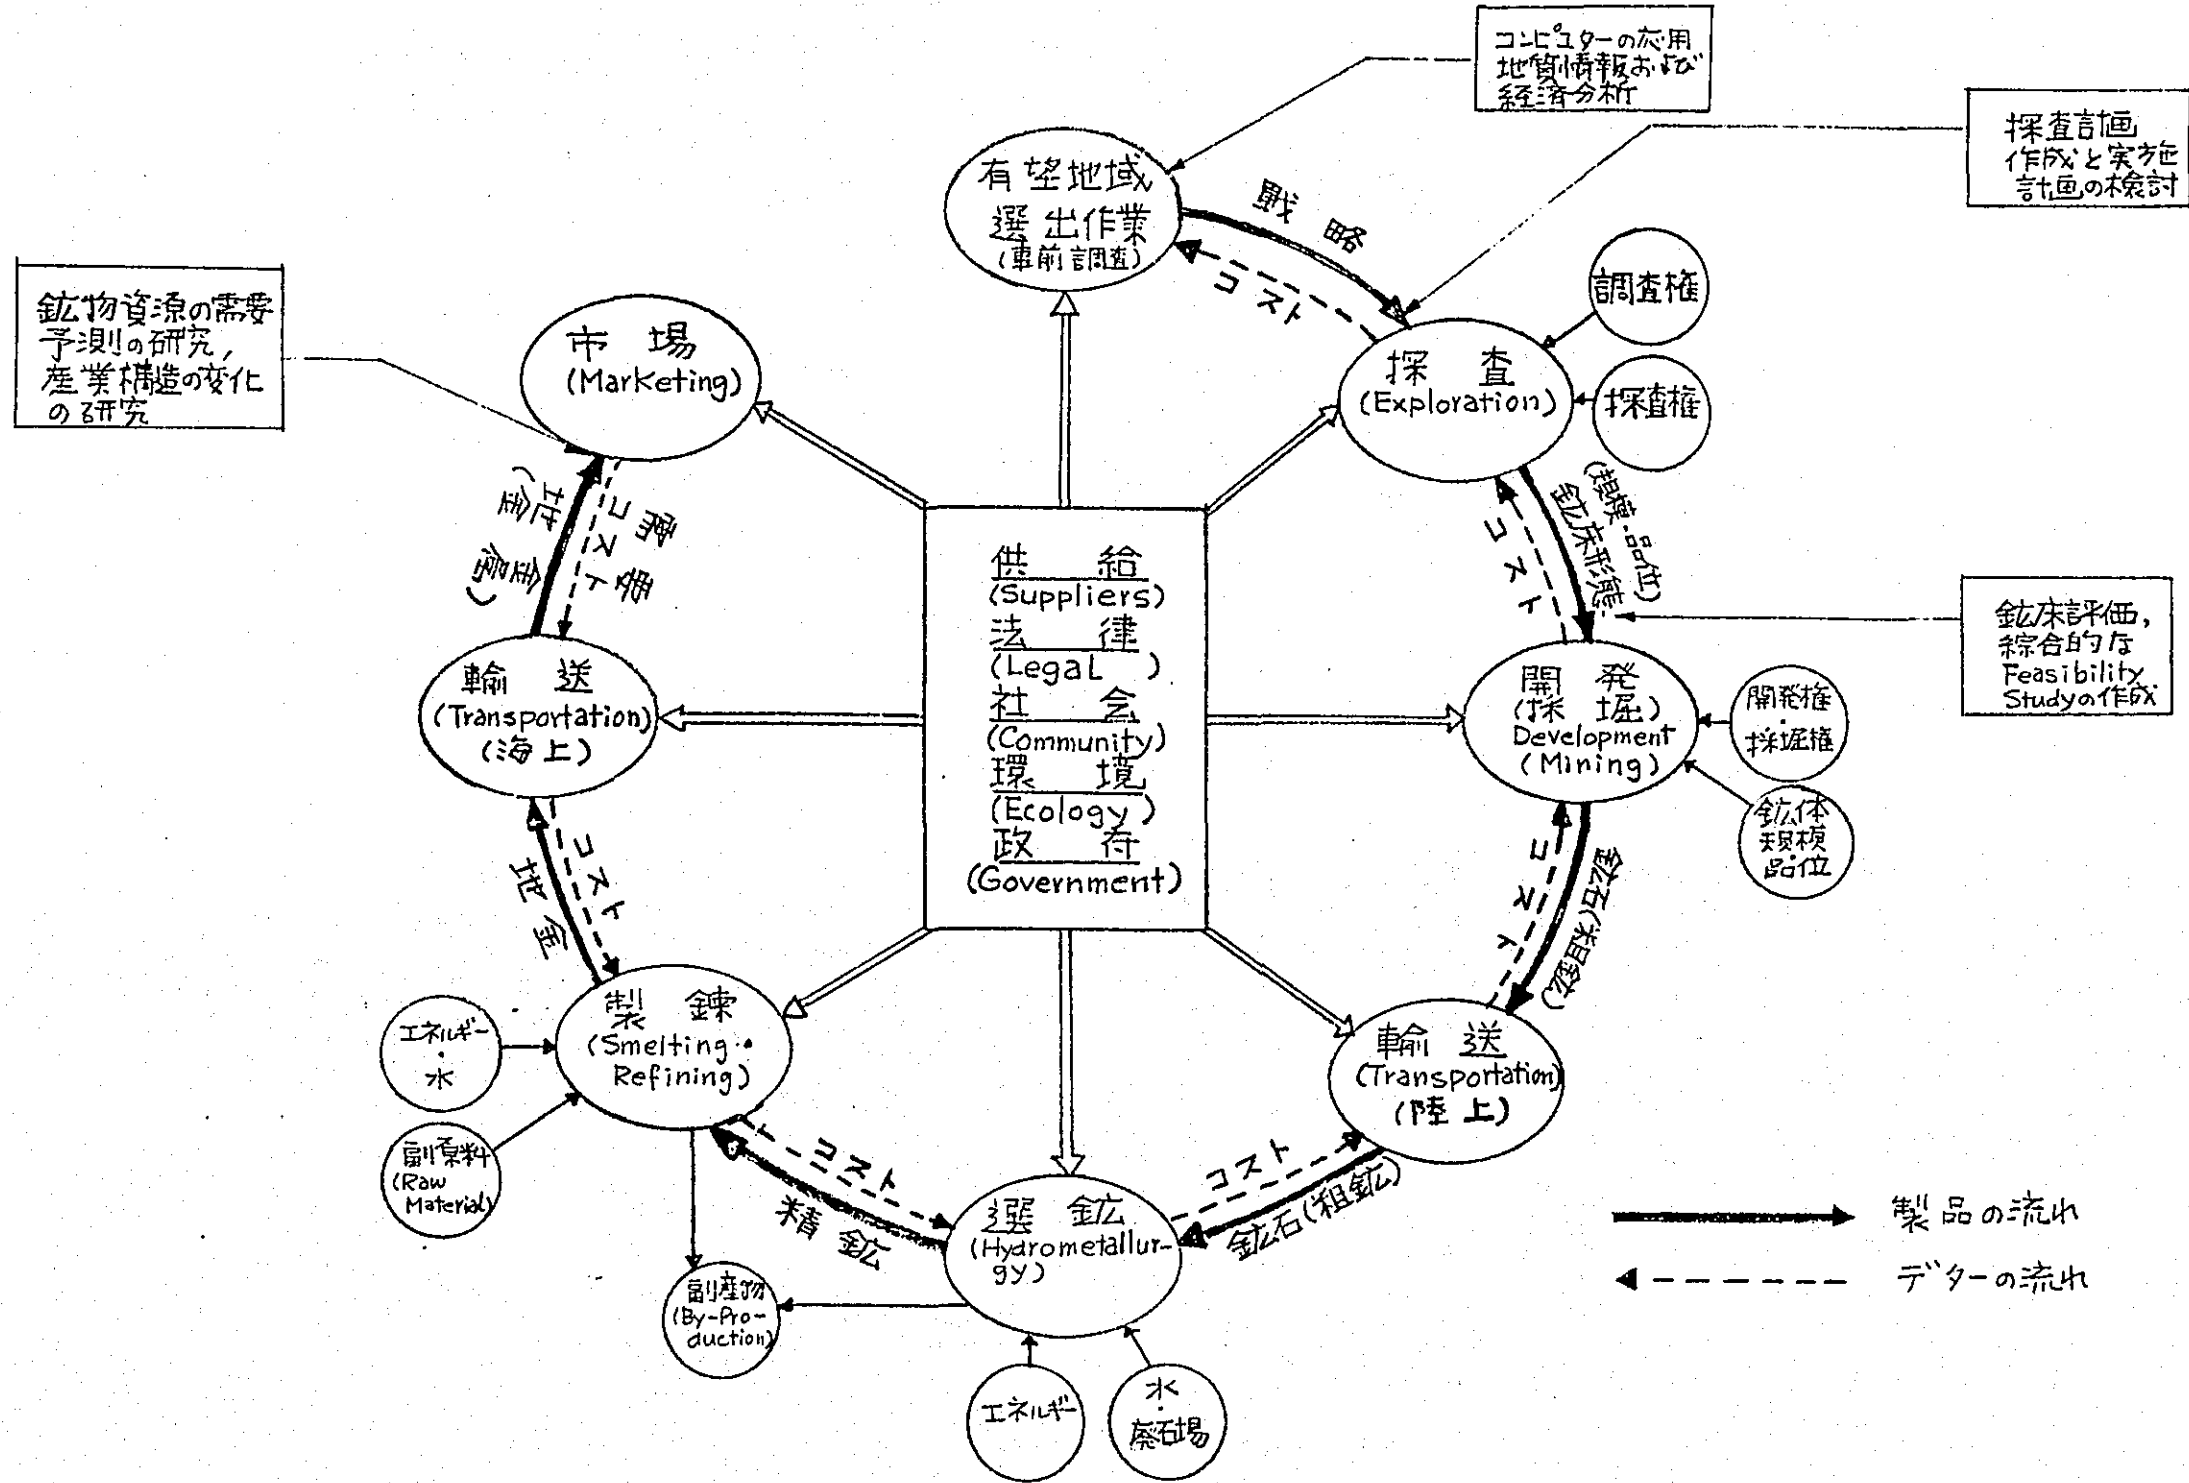 コンピュターの応用
地質情報および
経済分析
探査計画
作成と実施
計画の検討
有望地域
選出作業
(事前調査)
戦略
コスト
調査権
探査権
探査
(Exploration)
鉱物資源の需要
予測の研究,
産業構造の変化
の研究
市場
(Marketing)
(地金
金属)
コスト
需要
(規模・品位)
鉱床形態
コスト
鉱床評価,
綜合的な
Feasibility
Studyの作成
供給
(Suppliers)
法律
(Legal)
社会
(Community)
環境
(Ecology)
政府
(Government)
輸送
(Transportation)
(海上)
開発
(採堀)
Development
(Mining)
開発権
・
採堀権
鉱体
規模
品位
コスト
地金
コスト
鉱石(粗鉱)
製錬
(Smelting・
Refining)
エネルギー
・
水
副原料
(Raw
Material)
輸送
(Transportation)
(陸上)
コスト
精鉱
コスト
鉱石(粗鉱)
選鉱
(Hydrometallur-
gy)
副産物
(By-Pro-
duction)
エネルギー
水
・
廃石場
製品の流れ
データーの流れ